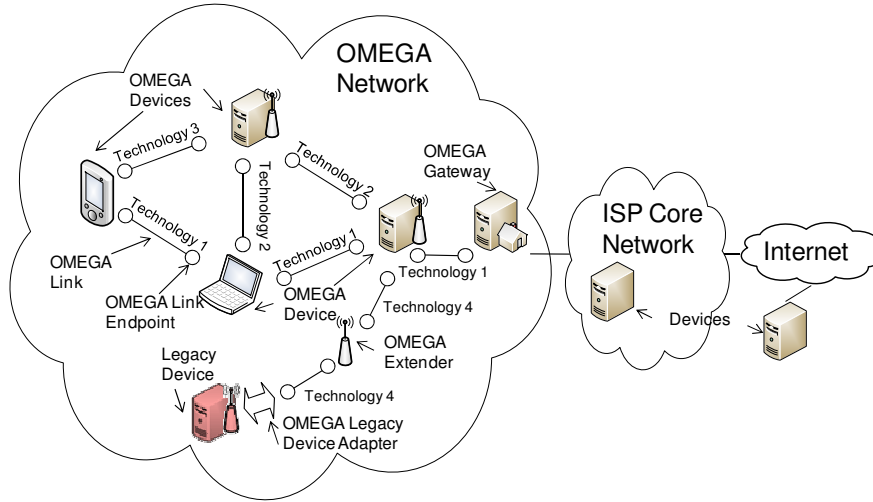 OMEGA
Network
OMEGA
Devices
Technology 3
Technology 2
OMEGA
Gateway
Technology 2
ISP Core
Network
Internet
Technology 1
Technology 1
Technology 1
OMEGA
Link
OMEGA Link
Endpoint
OMEGA
Device
Technology 4
Devices
OMEGA
Extender
Legacy
Device
Technology 4
OMEGA Legacy
Device Adapter